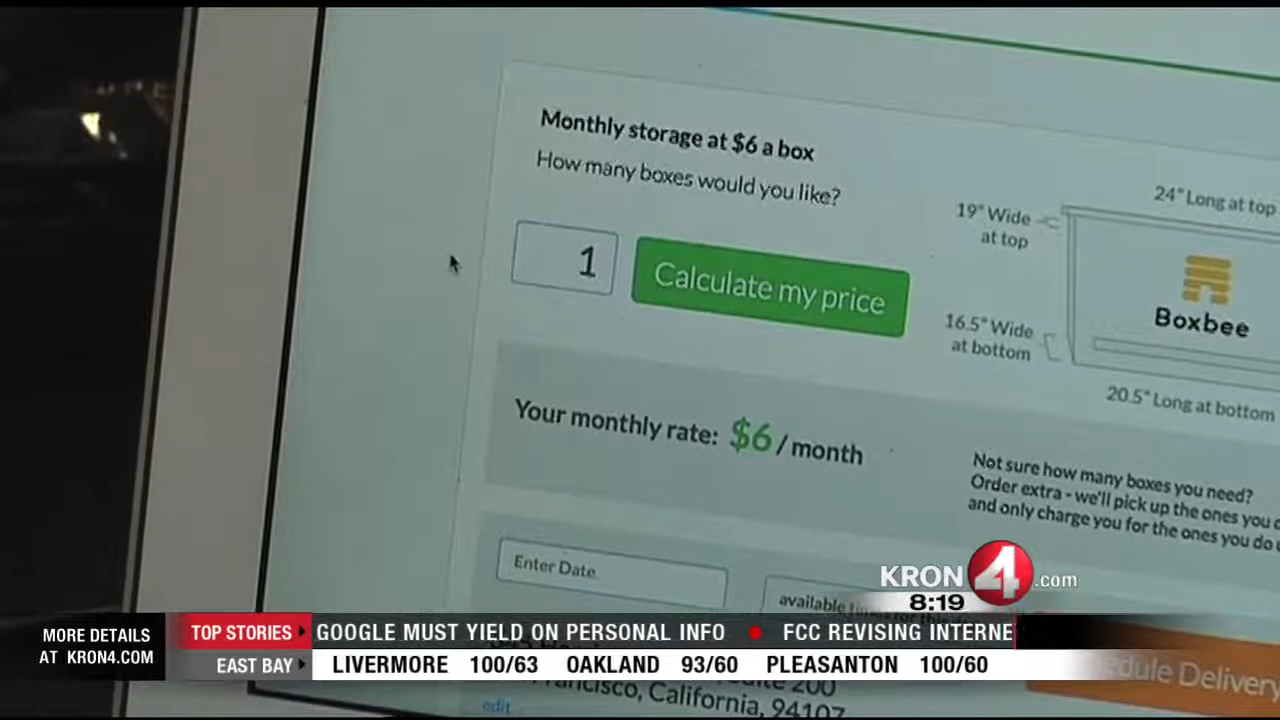 Monthly storage at $6 a box
How many boxes would you like?
1
Calculate my price
24" Long at top
19" Wide
at top
Boxbee
16.5" Wide
at bottom
20.5" Long at bottom
Your monthly rate: $6 / month
Not sure how many boxes you need?
Order extra - we'll pick up the ones you
and only charge you for the ones you do
Enter Date
available
KRON 4 .com
8:19
MORE DETAILS
AT KRON4.COM
TOP STORIES
GOOGLE MUST YIELD ON PERSONAL INFO
FCC REVISING INTERNE
EAST BAY
LIVERMORE 100/63 OAKLAND 93/60 PLEASANTON 100/60
200
Francisco, California, 94107
edit
Delivery